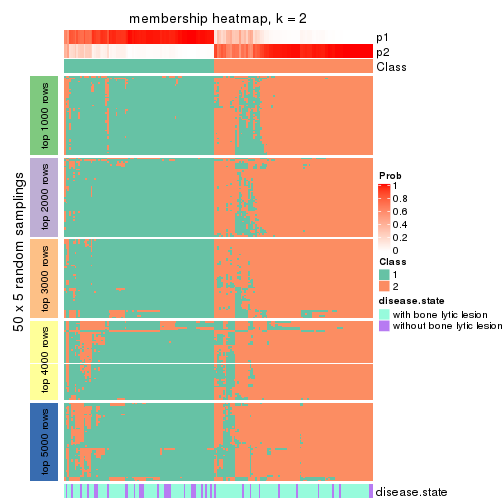 membership heatmap, k = 2
p1
p2
Class
50 x 5 random samplings
top 1000 rows
top 2000 rows
top 3000 rows
top 4000 rows
top 5000 rows
Prob
1
0.8
0.6
0.4
0.2
0
Class
1
2
disease.state
with bone lytic lesion
without bone lytic lesion
disease.state